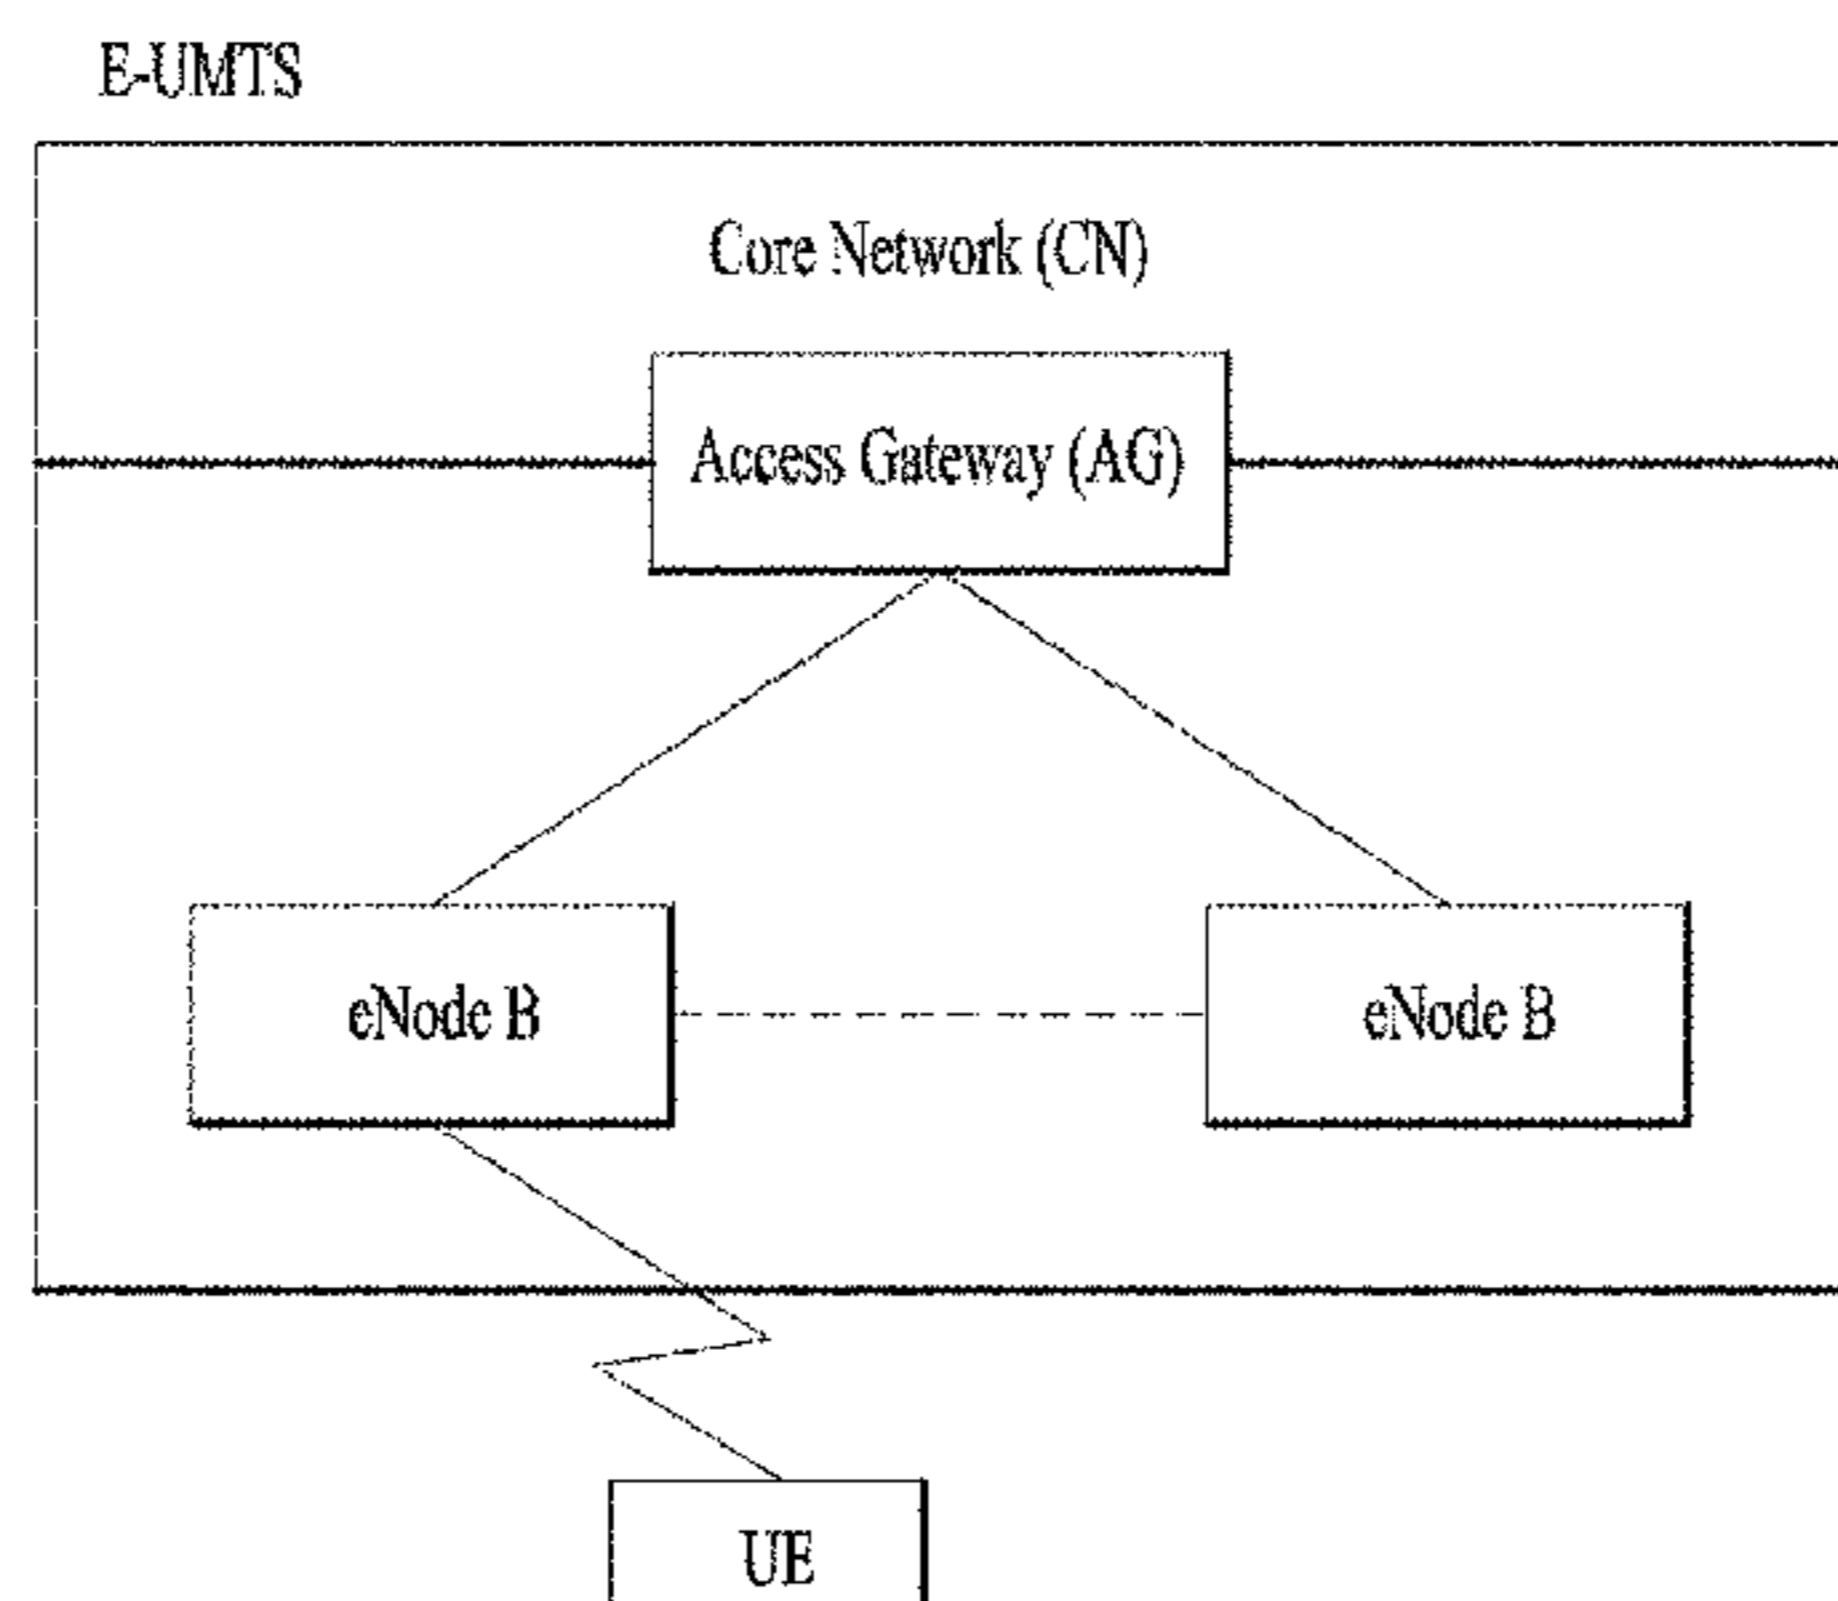 E-UMTS
Core Network (CN)
Access Gateway (AG)
eNode B
eNode B
UE